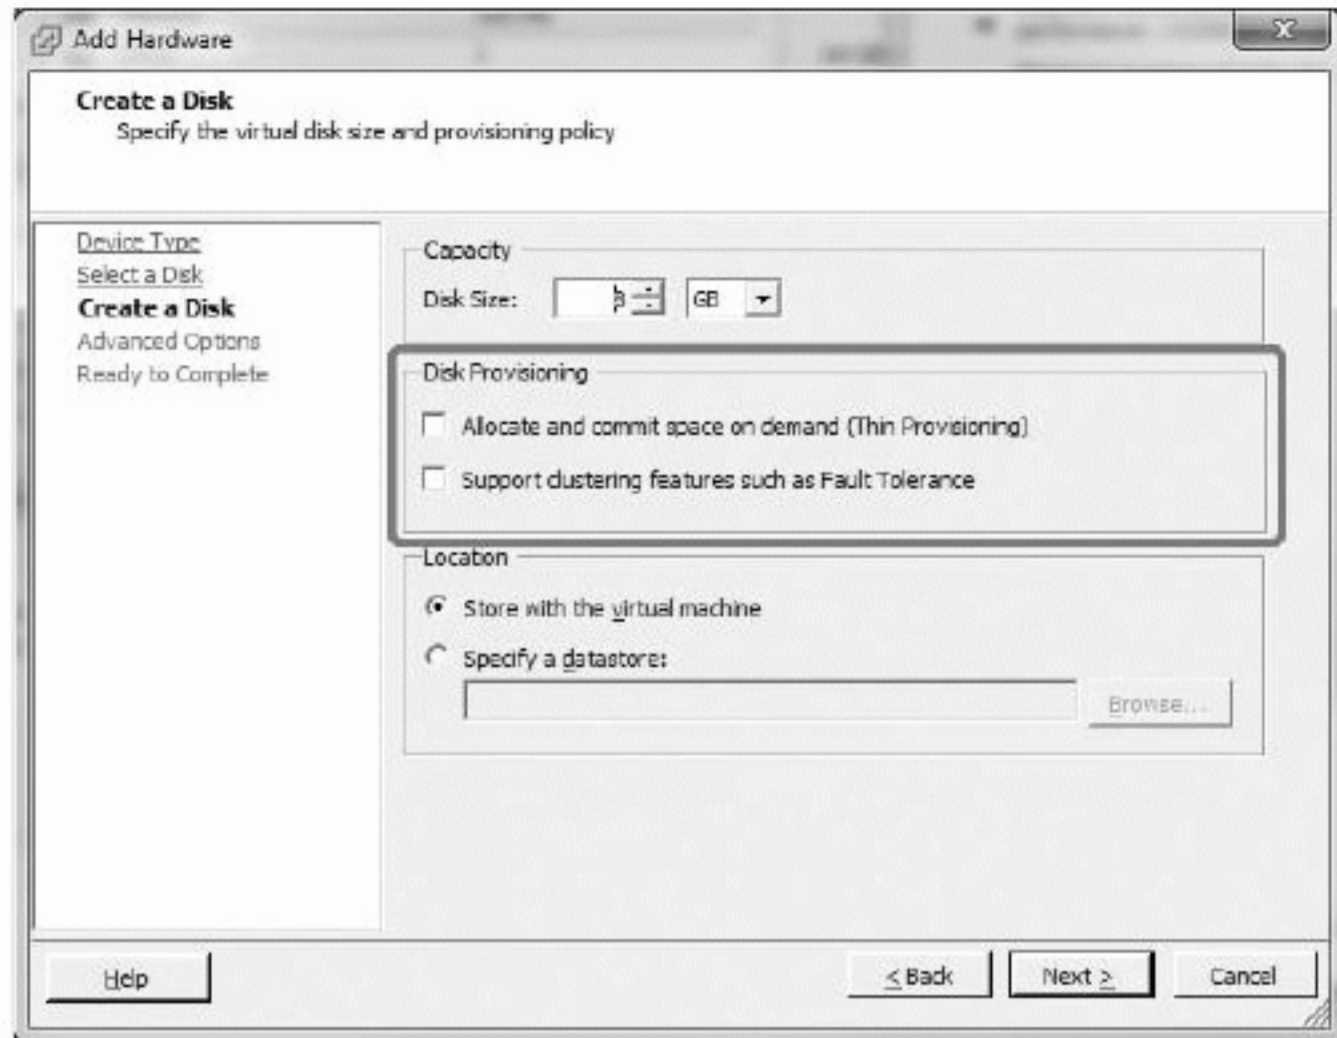 Add Hardware
Create a Disk
Specify the virtual disk size and provisioning policy
Device Type
Select a Disk
Create a Disk
Advanced Options
Ready to Complete
Capacity
Disk Size: GB
Disk Provisioning
Allocate and commit space on demand (Thin Provisioning)
Support clustering features such as Fault Tolerance
Location
Store with the virtual machine
Specify a datastore:
Browse...
Help
< Back
Next >
Cancel